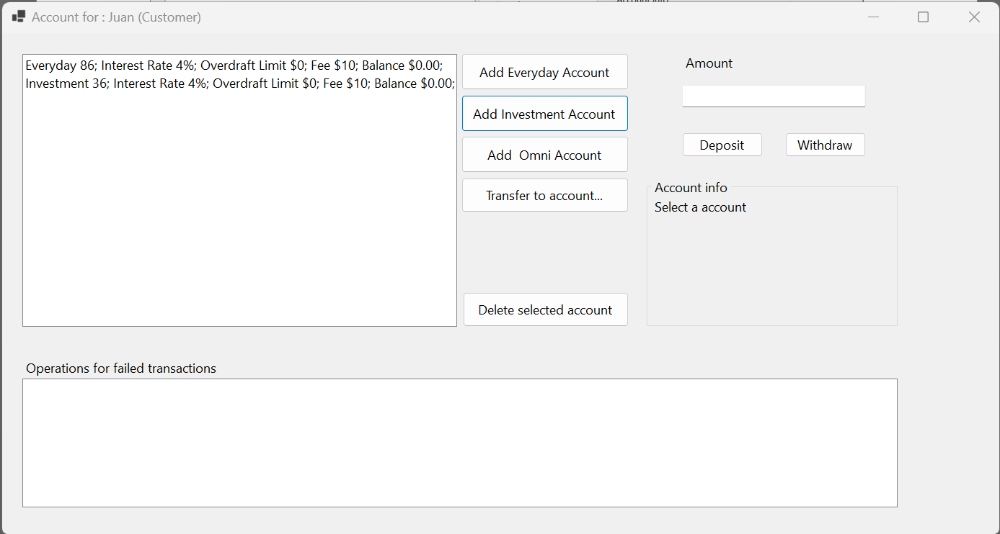 Account for : Juan (Customer)
Everyday 86; Interest Rate 4%; Overdraft Limit $0; Fee $10; Balance $0.00;
Investment 36; Interest Rate 4%; Overdraft Limit $0; Fee $10; Balance $0.00;
Add Everyday Account
Add Investment Account
Add  Omni Account
Transfer to account...
Delete selected account
Amount
Deposit
Withdraw
Account info
Select a account
Operations for failed transactions